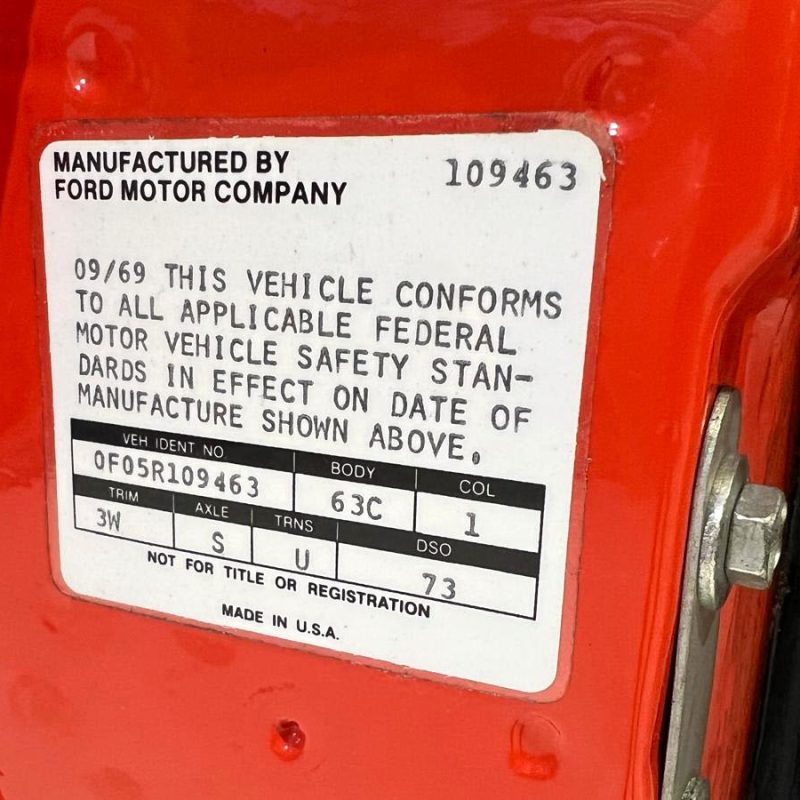 MANUFACTURED BY
FORD MOTOR COMPANY
109463
09/69 THIS VEHICLE CONFORMS
TO ALL APPLICABLE FEDERAL
MOTOR VEHICLE SAFETY STAN-
DARDS IN EFFECT ON DATE OF
MANUFACTURE SHOWN ABOVE.
VEH IDENT NO. BODY COL
0F05R109463 63C 1
TRIM AXLE TRNS DSO
3W S U 73
NOT FOR TITLE OR REGISTRATION
MADE IN U.S.A.